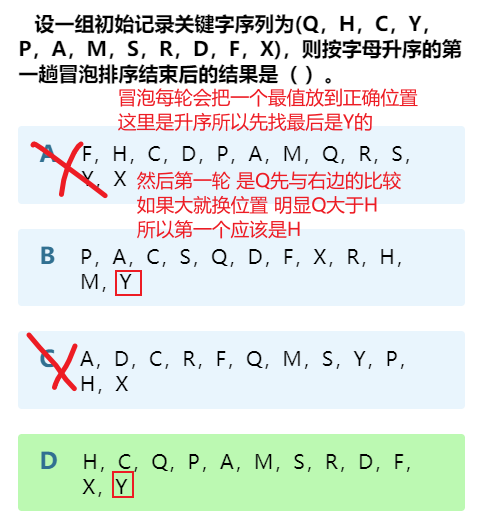 设一组初始记录关键字序列为(Q，H，C，Y，
P，A，M，S，R，D，F，X)，则按字母升序的第
一趟冒泡排序结束后的结果是（ ）。
冒泡每轮会把一个最值放到正确位置
这里是升序所以先找最后是Y的
A F，H，C，D，P，A，M，Q，R，S，
Y，X
然后第一轮 是Q先与右边的比较
如果大就换位置 明显Q大于H
所以第一个应该是H
B P，A，C，S，Q，D，F，X，R，H，
M，Y
C A，D，C，R，F，Q，M，S，Y，P，
H，X
D H，C，Q，P，A，M，S，R，D，F，
X，Y